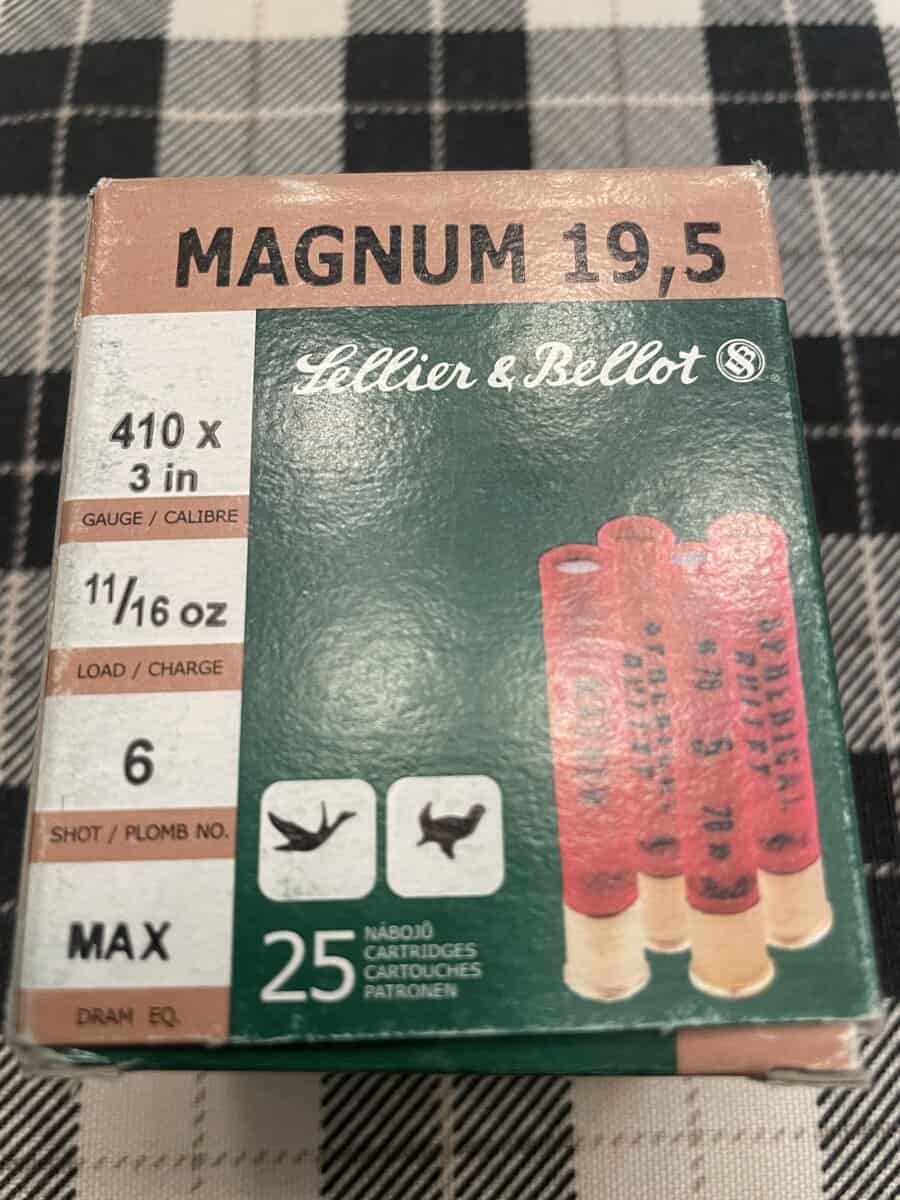 MAGNUM 19,5
Sellier & Bellot
410 x
3 in
GAUGE / CALIBRE
11/16 oz
LOAD / CHARGE
6
SHOT / PLOMB NO.
MAX
DRAM EQ.
25
NÁBOJŮ
CARTRIDGES
CARTOUCHES
PATRONEN